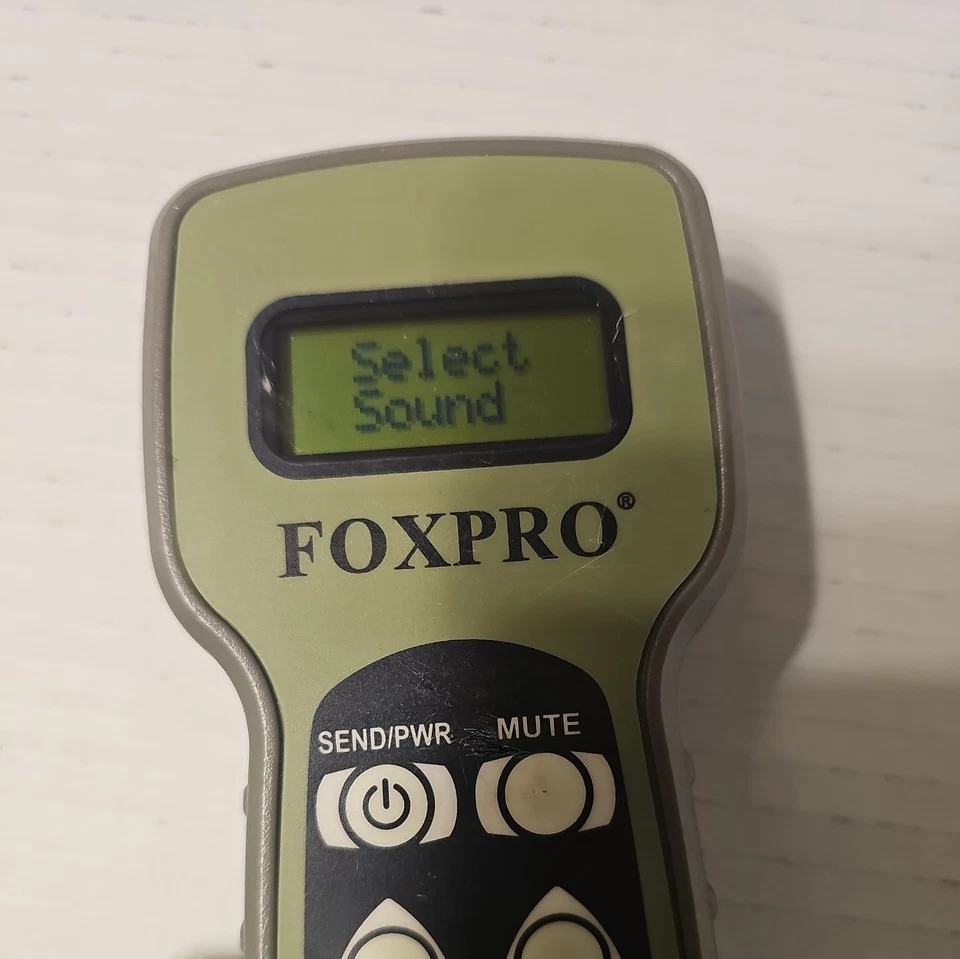 Select
Sound
FOXPRO®
SEND/PWR MUTE